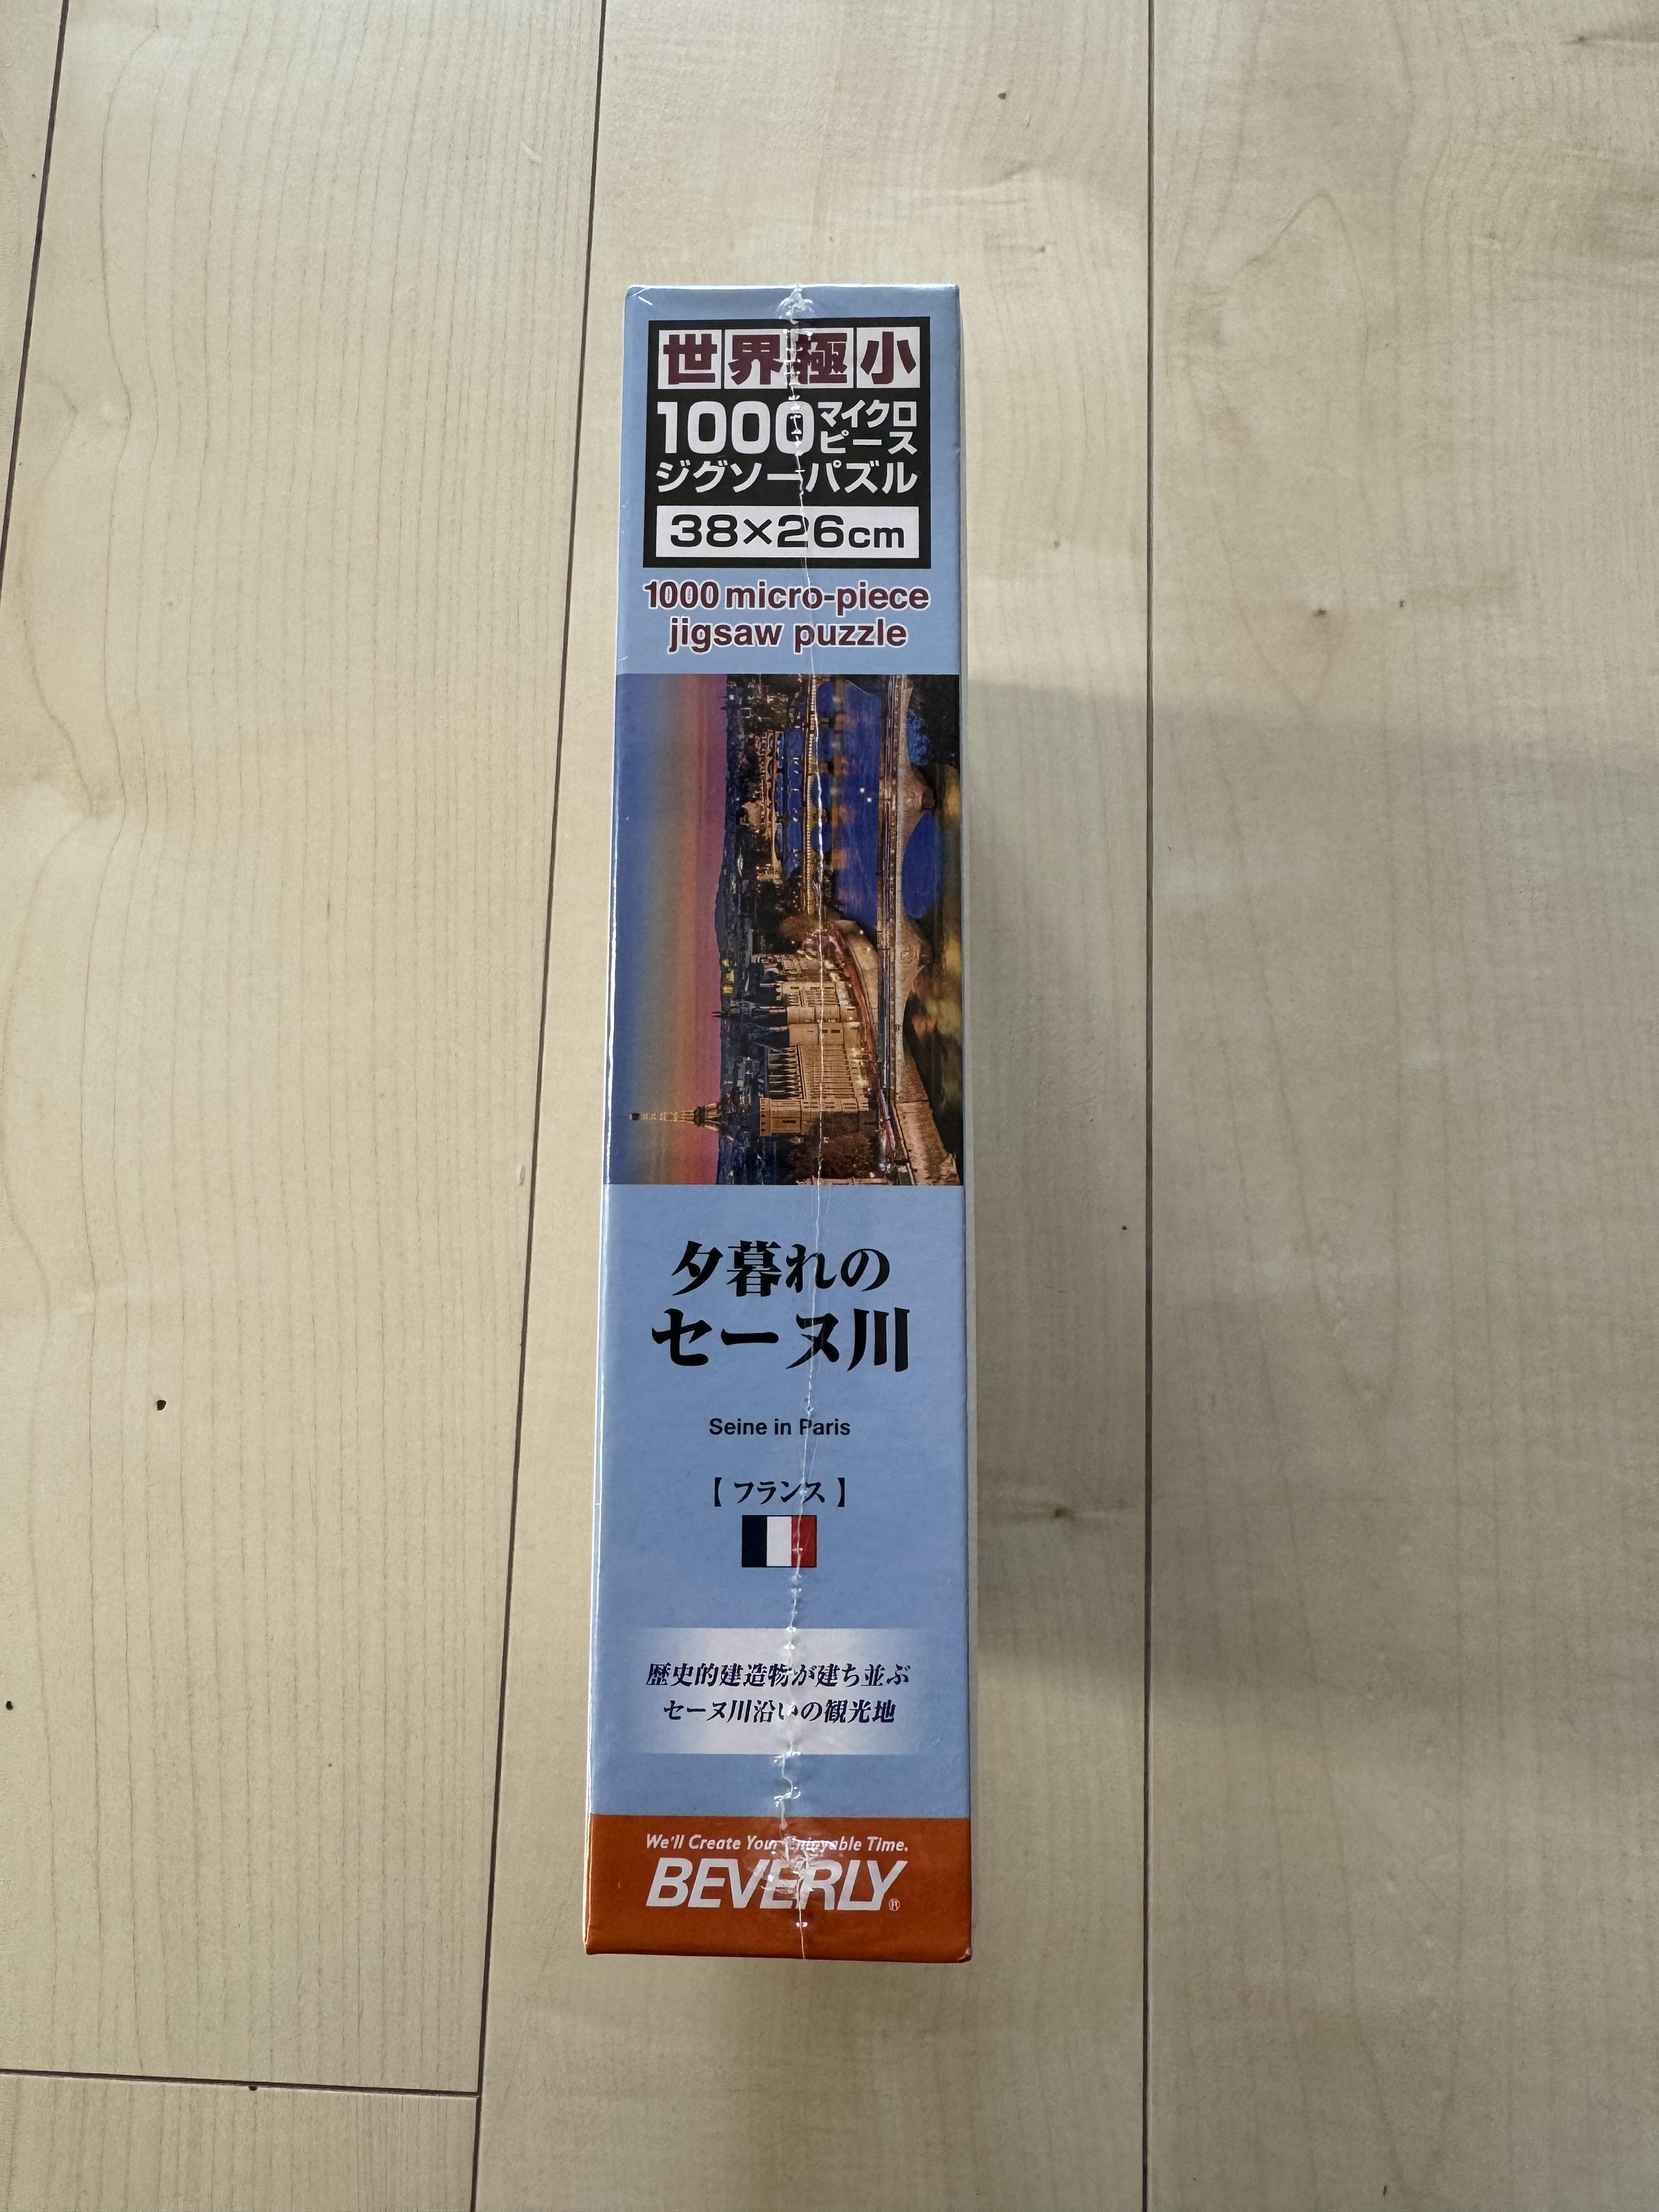 世界極小
1000マイクロピース
ジグソーパズル
38×26cm
1000 micro-piece
jigsaw puzzle
夕暮れの
セーヌ川
Seine in Paris
【フランス】
歴史的建造物が建ち並ぶ
セーヌ川沿いの観光地
We'll Create Your Enjoyable Time.
BEVERLY®